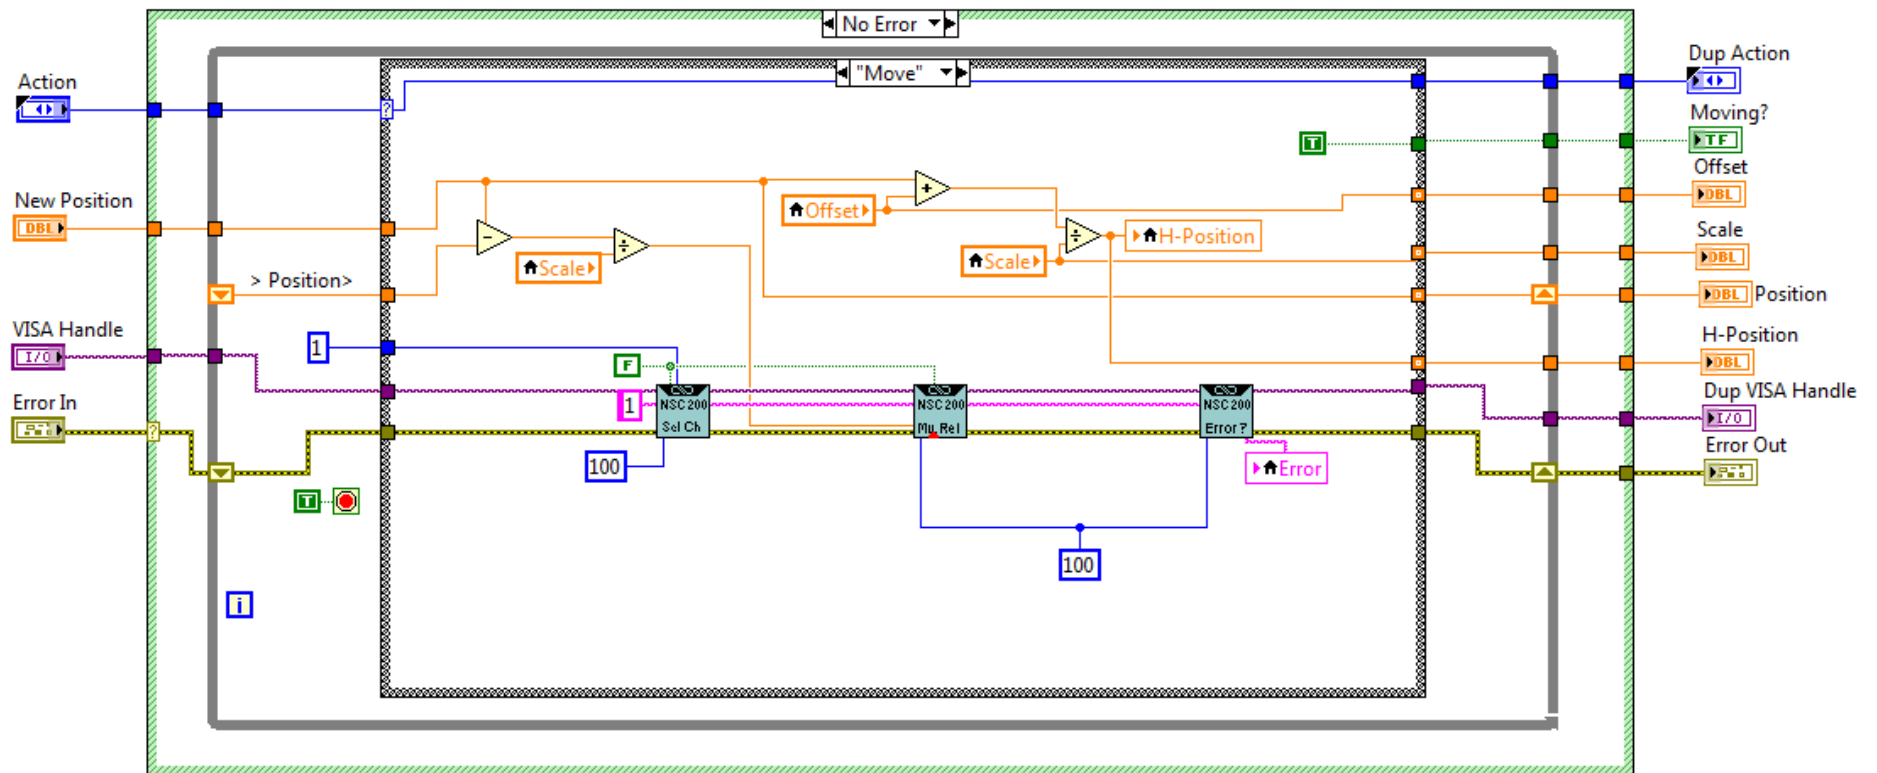 No Error
"Move"
Action
Dup Action
Moving?
T
TF
Offset
New Position
DBL
Offset
DBL
+
Scale
DBL
-
÷
÷
H-Position
Scale
Scale
> Position>
DBL
Position
VISA Handle
I/O
1
H-Position
DBL
F
Error In
1
NSC200
Sel Ch
NSC200
Mv Rel
NSC200
Error?
Dup VISA Handle
I/O
Error Out
100
Error
T
100
i